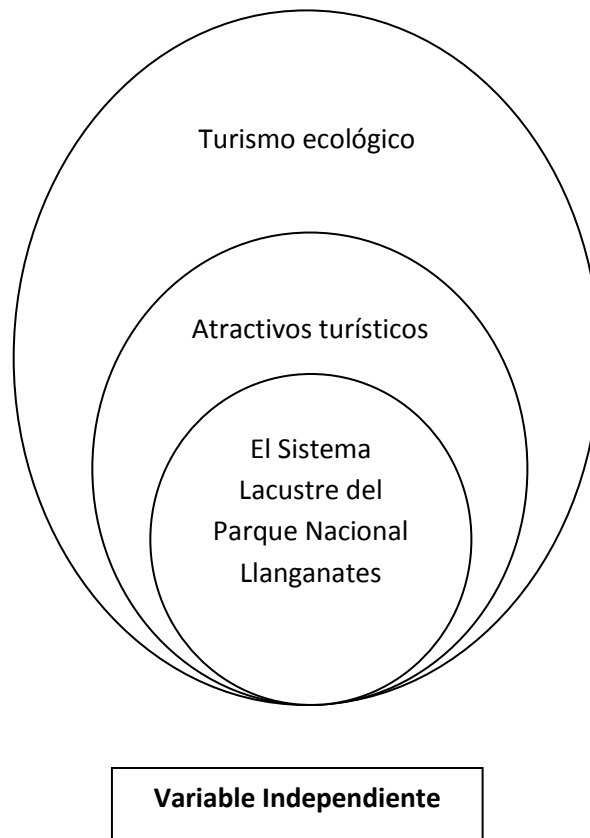 Turismo ecológico
Atractivos turísticos
El Sistema
Lacustre del
Parque Nacional
Llanganates
Variable Independiente